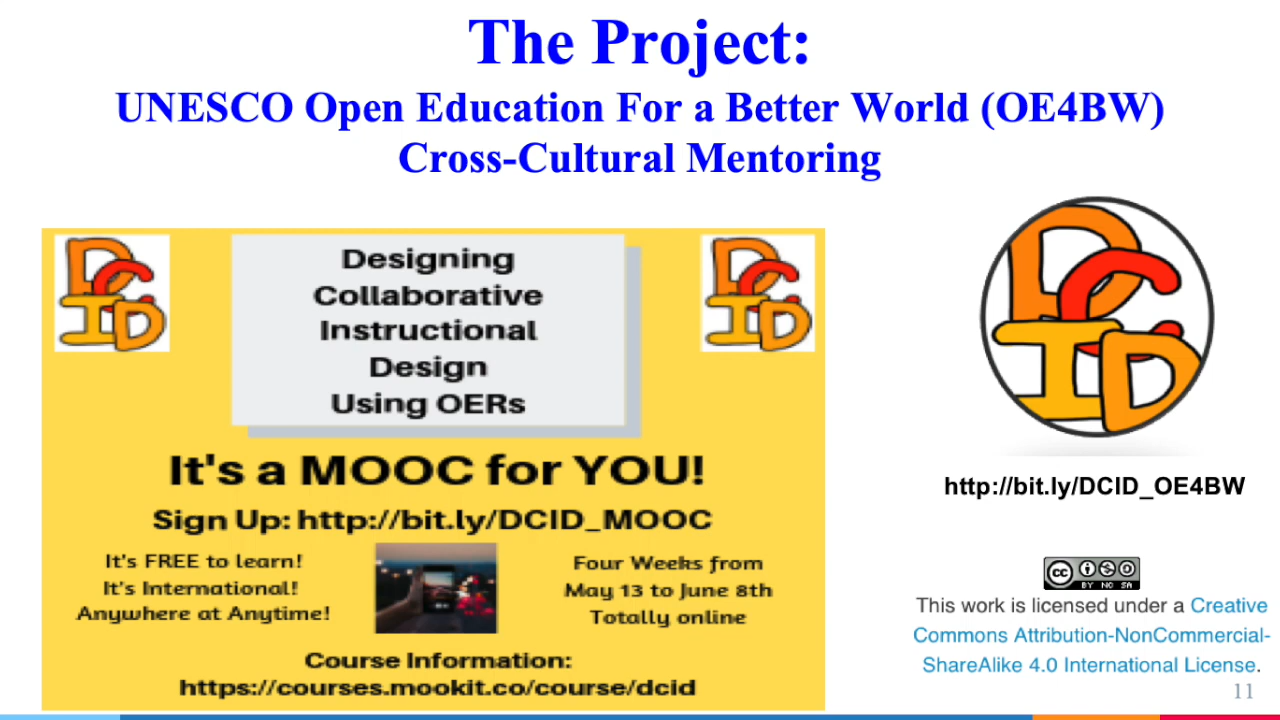 The Project:
UNESCO Open Education For a Better World (OE4BW)
Cross-Cultural Mentoring
DCID
DCID
Designing
Collaborative
Instructional
Design
Using OERs
It's a MOOC for YOU!
Sign Up: http://bit.ly/DCID_MOOC
It's FREE to learn!
It's International!
Anywhere at Anytime!
Four Weeks from
May 13 to June 8th
Totally online
Course Information:
https://courses.mookit.co/course/dcid
DCID
http://bit.ly/DCID_OE4BW
cc
BY NC SA
This work is licensed under a Creative
Commons Attribution-NonCommercial-
ShareAlike 4.0 International License.
11